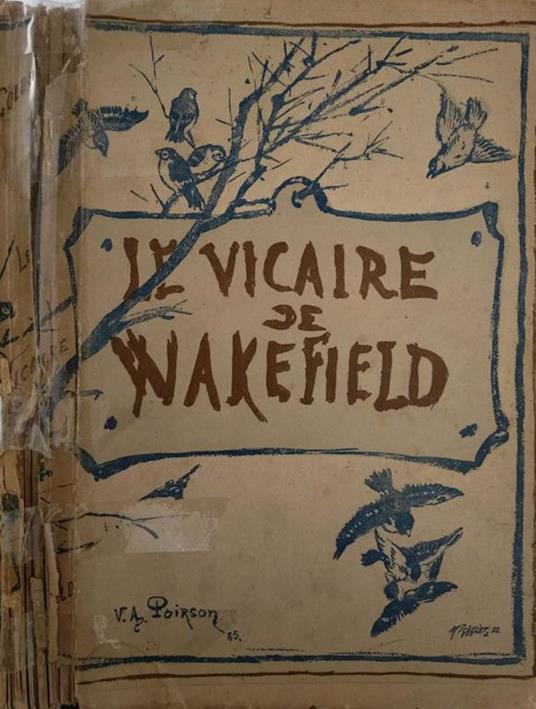 LE VICAIRE
DE
WAKEFIELD
V. A. Poirson
85.